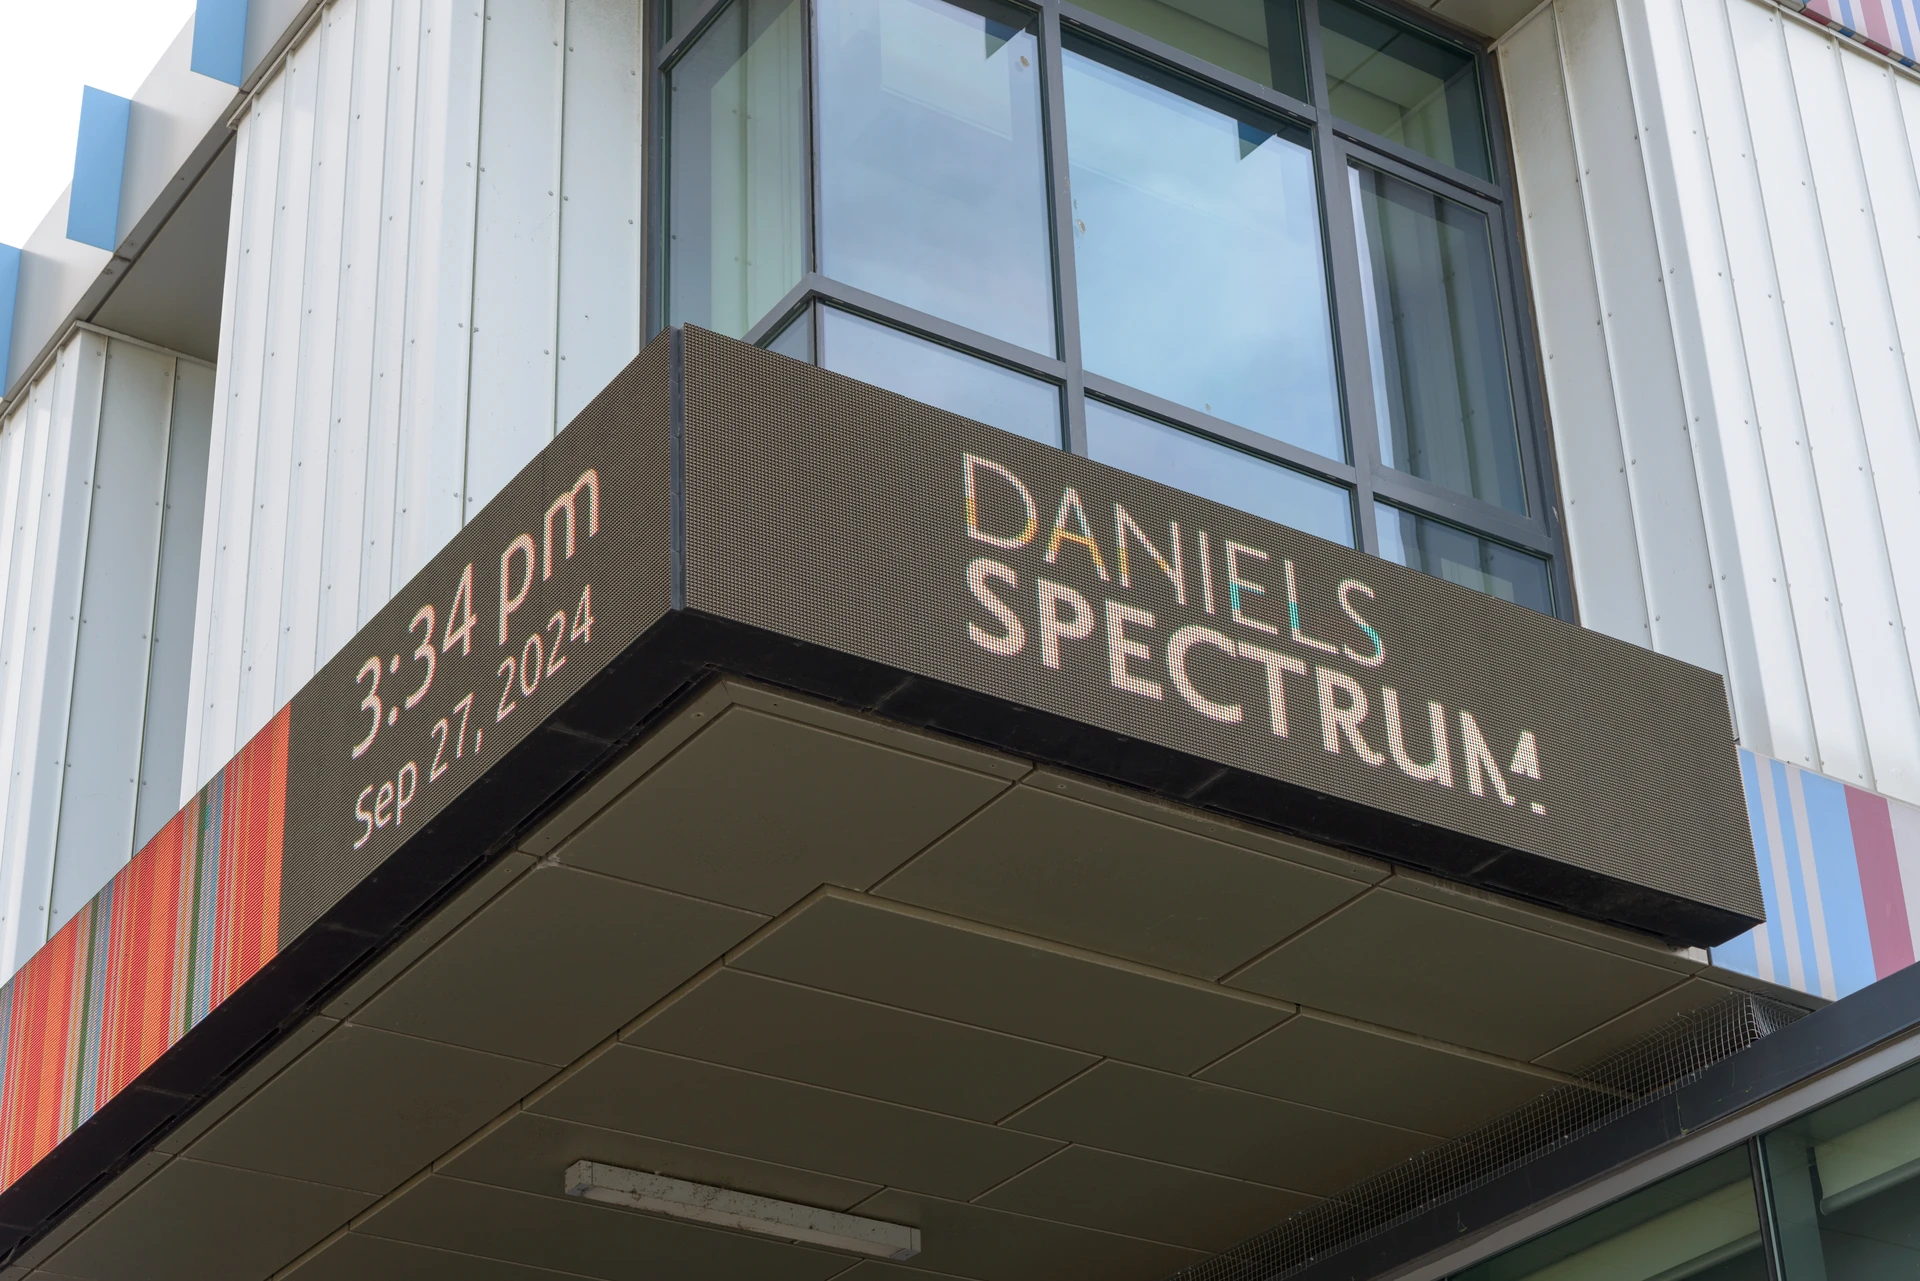 3:34 pm
Sep 27, 2024
DANIELS
SPECTRUM